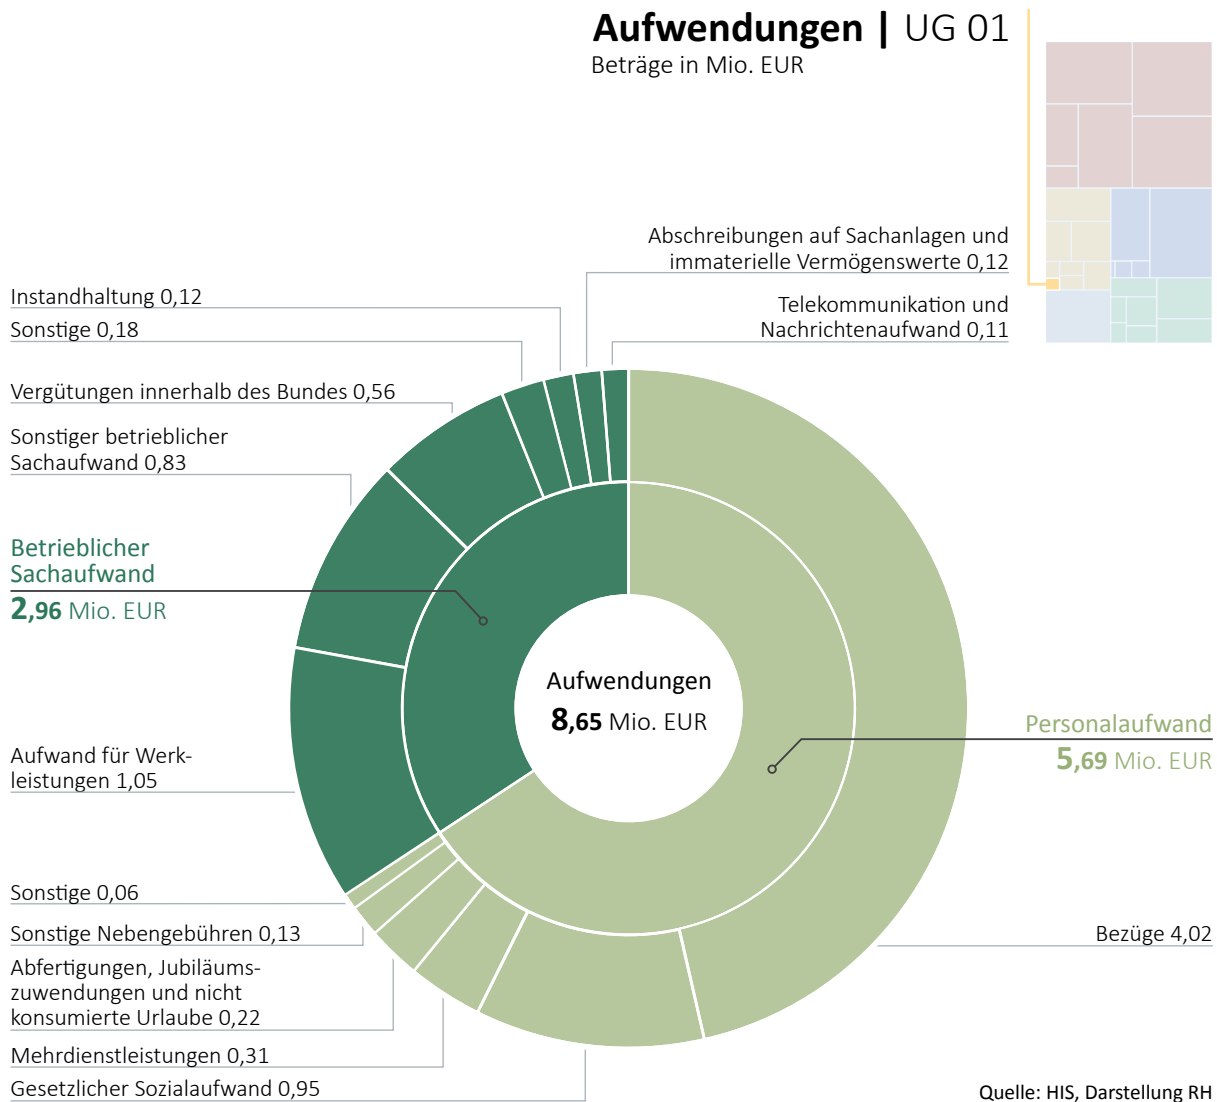 Aufwendungen | UG 01
Beträge in Mio. EUR
Abschreibungen auf Sachanlagen und
immaterielle Vermögenswerte 0,12
Telekommunikation und
Nachrichtenaufwand 0,11
Instandhaltung 0,12
Sonstige 0,18
Vergütungen innerhalb des Bundes 0,56
Sonstiger betrieblicher
Sachaufwand 0,83
Betrieblicher
Sachaufwand
2,96 Mio. EUR
Aufwendungen
8,65 Mio. EUR
Personalaufwand
5,69 Mio. EUR
Aufwand für Werk-
leistungen 1,05
Sonstige 0,06
Sonstige Nebengebühren 0,13
Abfertigungen, Jubiläums-
zuwendungen und nicht
konsumierte Urlaube 0,22
Mehrdienstleistungen 0,31
Gesetzlicher Sozialaufwand 0,95
Bezüge 4,02
Quelle: HIS, Darstellung RH